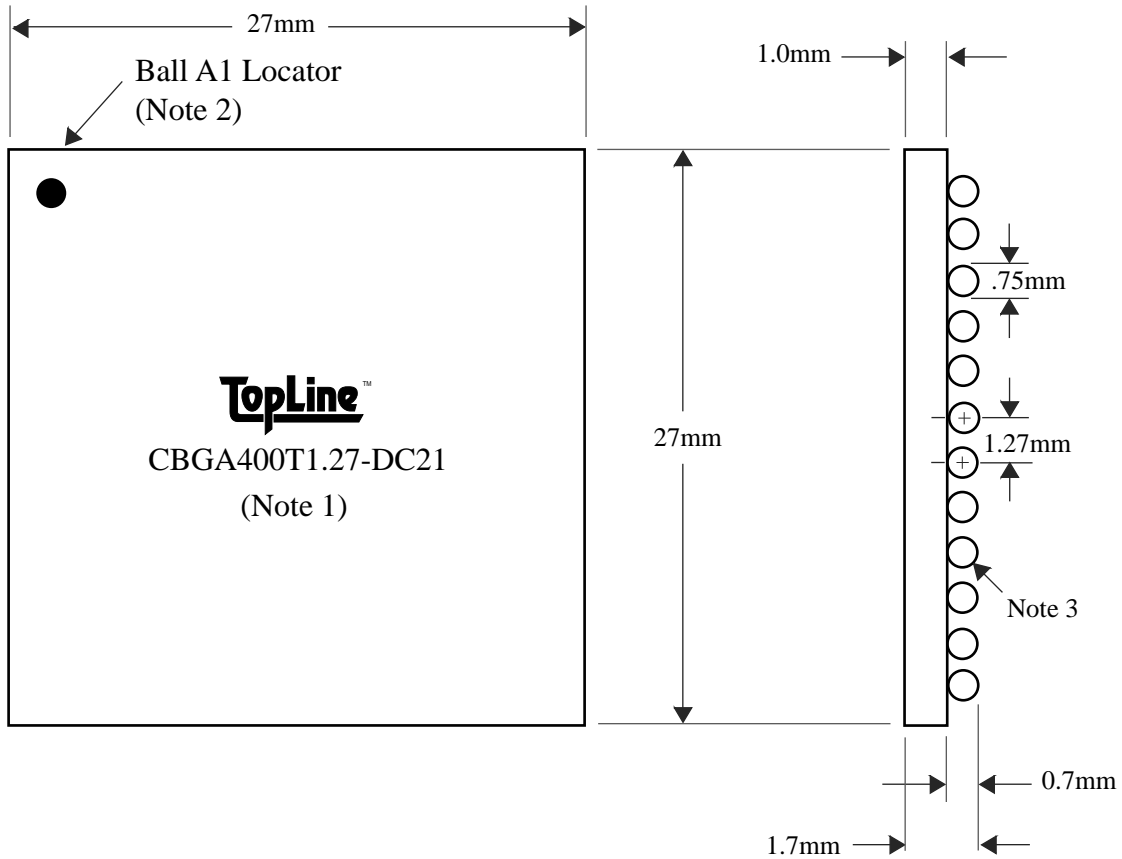 27mm
Ball A1 Locator
(Note 2)
1.0mm
.75mm
TopLine™
CBGA400T1.27-DC21
(Note 1)
27mm
1.27mm
Note 3
0.7mm
1.7mm